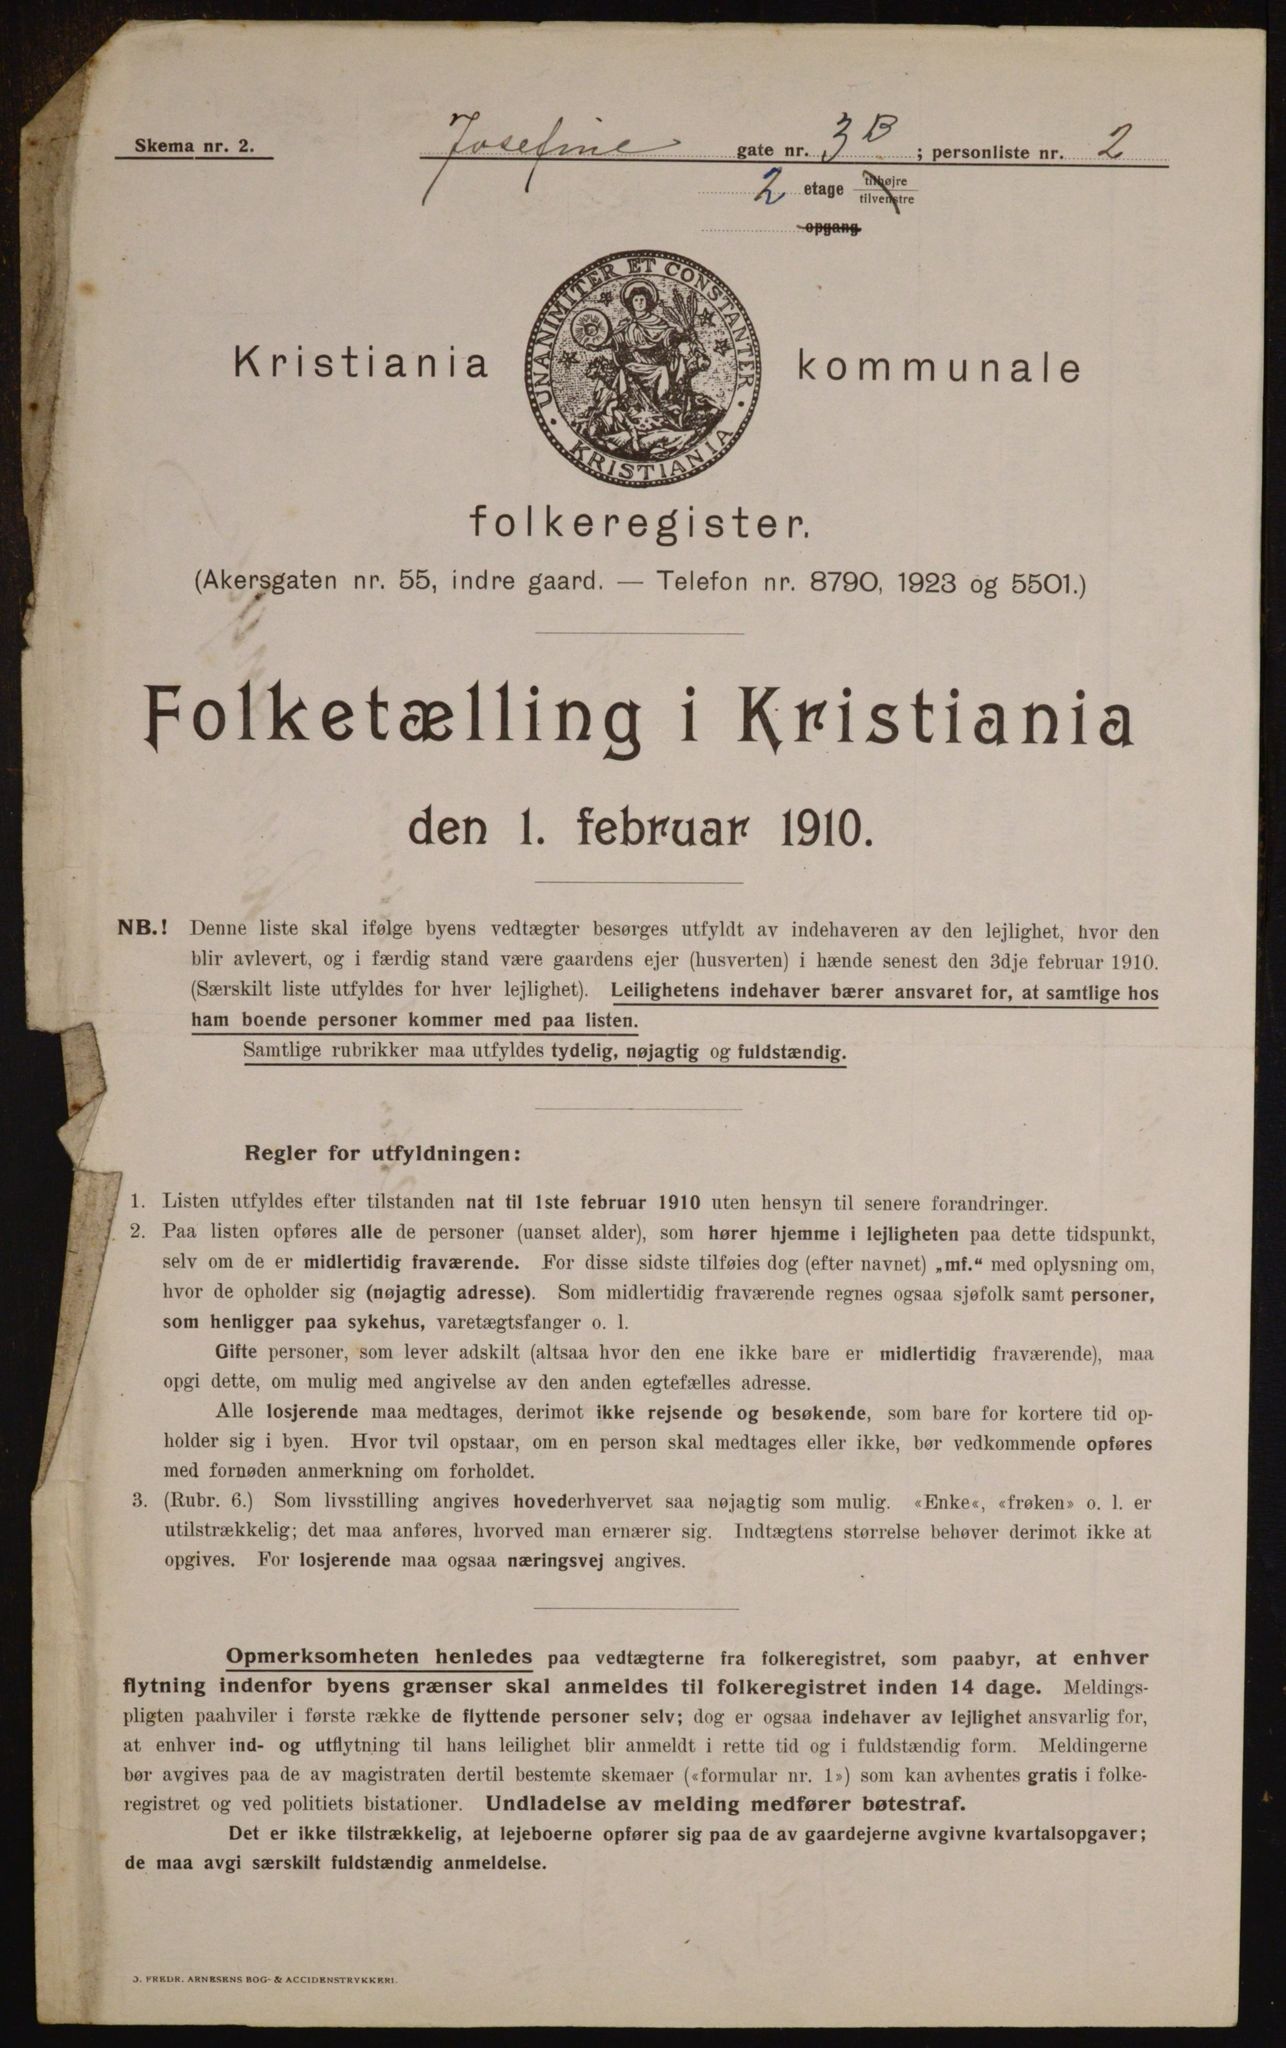 Skema nr. 2. Josefine gate nr. 3B; personliste nr. 2
2 etage tilhøjre
tilvenstre
opgang
UNANIMITER ET CONSTANTER · KRISTIANIA ·
Kristiania kommunale
folkeregister.
(Akersgaten nr. 55, indre gaard. — Telefon nr. 8790, 1923 og 5501.)
Folketælling i Kristiania
den 1. februar 1910.
NB.! Denne liste skal ifølge byens vedtægter besørges utfyldt av indehaveren av den lejlighet, hvor den
blir avlevert, og i færdig stand være gaardens ejer (husverten) i hænde senest den 3dje februar 1910.
(Særskilt liste utfyldes for hver lejlighet). Leilighetens indehaver bærer ansvaret for, at samtlige hos
ham boende personer kommer med paa listen.
Samtlige rubrikker maa utfyldes tydelig, nøjagtig og fuldstændig.
Regler for utfyldningen:
1. Listen utfyldes efter tilstanden nat til 1ste februar 1910 uten hensyn til senere forandringer.
2. Paa listen opføres alle de personer (uanset alder), som hører hjemme i lejligheten paa dette tidspunkt,
selv om de er midlertidig fraværende. For disse sidste tilføies dog (efter navnet) „mf.“ med oplysning om,
hvor de opholder sig (nøjagtig adresse). Som midlertidig fraværende regnes ogsaa sjøfolk samt personer,
som henligger paa sykehus, varetægtsfanger o. l.
Gifte personer, som lever adskilt (altsaa hvor den ene ikke bare er midlertidig fraværende), maa
opgi dette, om mulig med angivelse av den anden egtefælles adresse.
Alle losjerende maa medtages, derimot ikke rejsende og besøkende, som bare for kortere tid op-
holder sig i byen. Hvor tvil opstaar, om en person skal medtages eller ikke, bør vedkommende opføres
med fornøden anmerkning om forholdet.
3. (Rubr. 6.) Som livsstilling angives hovederhvervet saa nøjagtig som mulig. «Enke«, «frøken» o. l. er
utilstrækkelig; det maa anføres, hvorved man ernærer sig. Indtægtens størrelse behøver derimot ikke at
opgives. For losjerende maa ogsaa næringsvej angives.
Opmerksomheten henledes paa vedtægterne fra folkeregistret, som paabyr, at enhver
flytning indenfor byens grænser skal anmeldes til folkeregistret inden 14 dage. Meldings-
pligten paahviler i første række de flyttende personer selv; dog er ogsaa indehaver av lejlighet ansvarlig for,
at enhver ind- og utflytning til hans leilighet blir anmeldt i rette tid og i fuldstændig form. Meldingerne
bør avgives paa de av magistraten dertil bestemte skemaer («formular nr. 1») som kan avhentes gratis i folke-
registret og ved politiets bistationer. Undladelse av melding medfører bøtestraf.
Det er ikke tilstrækkelig, at lejeboerne opfører sig paa de av gaardejerne avgivne kvartalsopgaver;
de maa avgi særskilt fuldstændig anmeldelse.
J. FREDR. ARNESENS BOG- & ACCIDENSTRYKKERI.